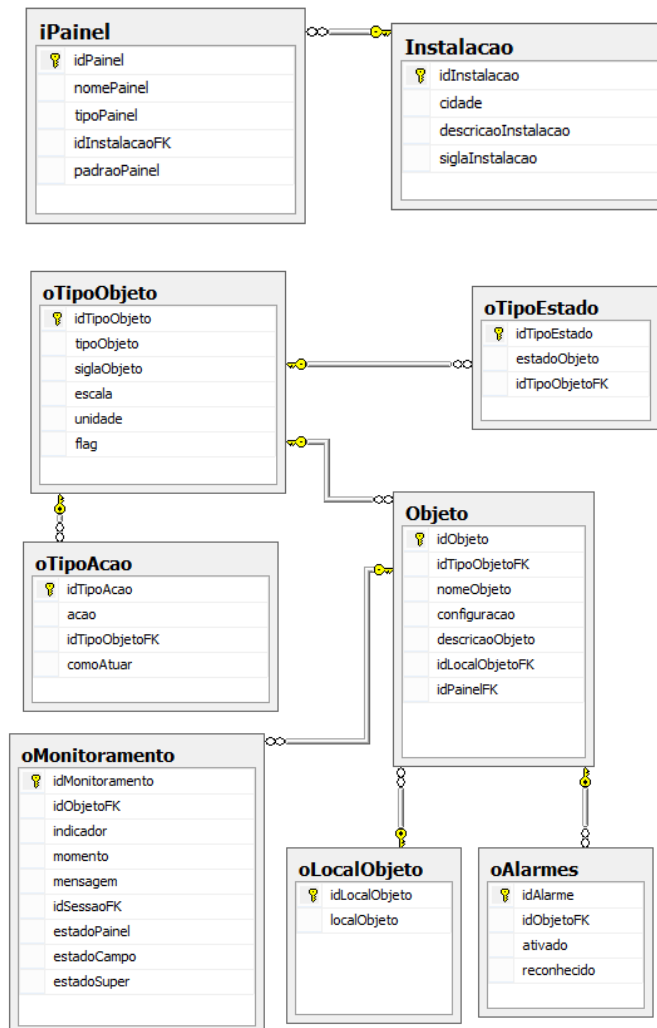 iPainel
idPainel
nomePainel
tipoPainel
idInstalacaoFK
padraoPainel
Instalacao
idInstalacao
cidade
descricaoInstalacao
siglaInstalacao
oTipoObjeto
idTipoObjeto
tipoObjeto
siglaObjeto
escala
unidade
flag
oTipoEstado
idTipoEstado
estadoObjeto
idTipoObjetoFK
oTipoAcao
idTipoAcao
acao
idTipoObjetoFK
comoAtuar
Objeto
idObjeto
idTipoObjetoFK
nomeObjeto
configuracao
descricaoObjeto
idLocalObjetoFK
idPainelFK
oMonitoramento
idMonitoramento
idObjetoFK
indicador
momento
mensagem
idSessaoFK
estadoPainel
estadoCampo
estadoSuper
oLocalObjeto
idLocalObjeto
localObjeto
oAlarmes
idAlarme
idObjetoFK
ativado
reconhecido